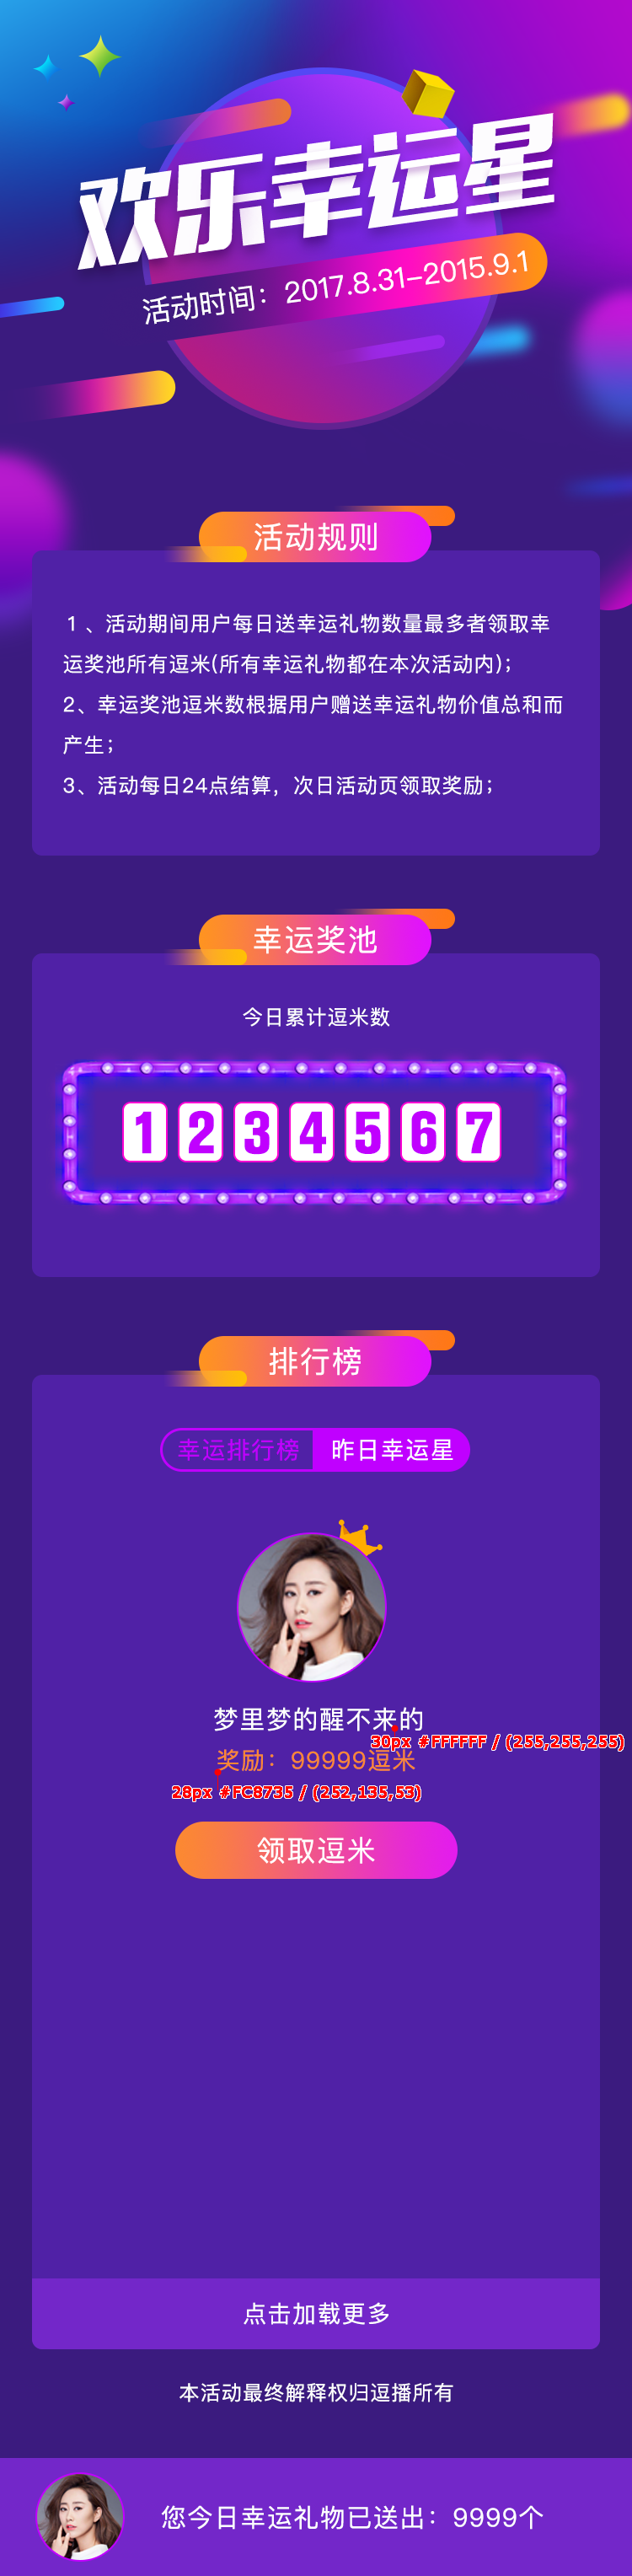 欢乐幸运星
活动时间：2017.8.31-2015.9.1
活动规则
1、活动期间用户每日送幸运礼物数量最多者领取幸
运奖池所有逗米(所有幸运礼物都在本次活动内)；
2、幸运奖池逗米数根据用户赠送幸运礼物价值总和而
产生；
3、活动每日24点结算，次日活动页领取奖励；
幸运奖池
今日累计逗米数
1 2 3 4 5 6 7
排行榜
幸运排行榜 昨日幸运星
梦里梦的醒不来的
30px #FFFFFF / (255,255,255)
奖励：99999逗米
28px #FC8735 / (252,135,53)
领取逗米
点击加载更多
本活动最终解释权归逗播所有
您今日幸运礼物已送出：9999个